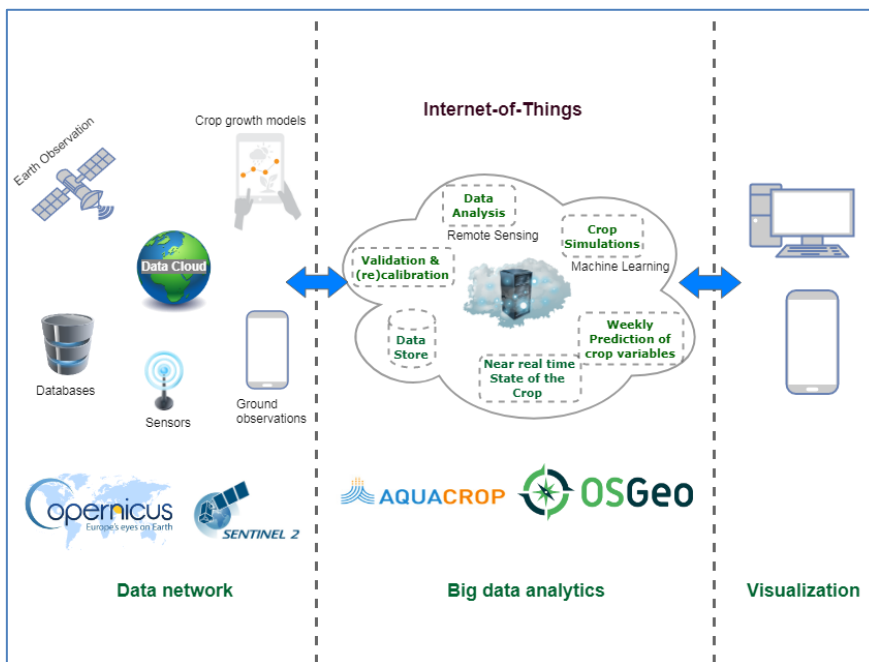 Earth Observation
Crop growth models
Data Cloud
Databases
Sensors
Ground
observations
Copernicus
Europe's eyes on Earth
SENTINEL 2
Data network
Internet-of-Things
Data
Analysis
Remote Sensing
Crop
Simulations
Machine Learning
Validation &
(re)calibration
Data
Store
Weekly
Prediction of
crop variables
Near real time
State of the
Crop
AQUACROP
OSGeo
Big data analytics
Visualization